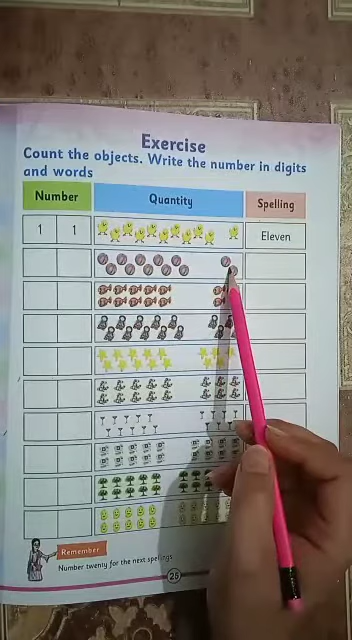 Exercise
Count the objects. Write the number in digits
and words
Number Quantity Spelling
1 1 Eleven
Remember
Number twenty for the next spellings
25